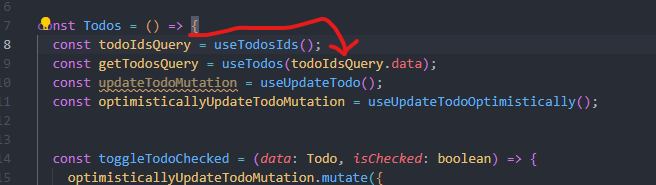 6
7 const Todos = () => {
8 const todoIdsQuery = useTodosIds();
9 const getTodosQuery = useTodos(todoIdsQuery.data);
10 const updateTodoMutation = useUpdateTodo();
11 const optimisticallyUpdateTodoMutation = useUpdateTodoOptimistically();
12
13
14 const toggleTodoChecked = (data: Todo, isChecked: boolean) => {
15 optimisticallyUpdateTodoMutation.mutate({